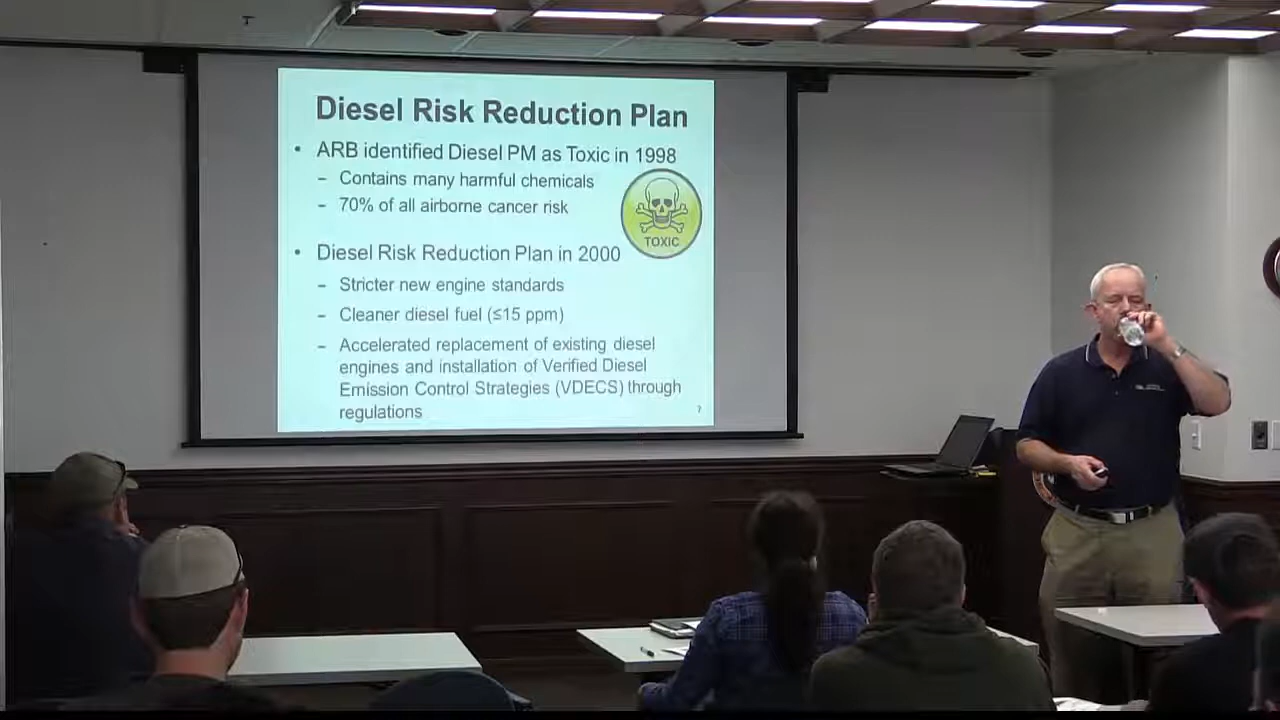 Diesel Risk Reduction Plan
• ARB identified Diesel PM as Toxic in 1998
– Contains many harmful chemicals
– 70% of all airborne cancer risk
TOXIC
• Diesel Risk Reduction Plan in 2000
– Stricter new engine standards
– Cleaner diesel fuel (≤15 ppm)
– Accelerated replacement of existing diesel
engines and installation of Verified Diesel
Emission Control Strategies (VDECS) through
regulations
7